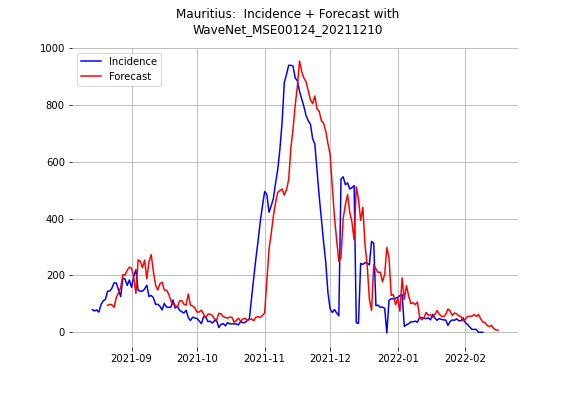 Mauritius:  Incidence + Forecast with
WaveNet_MSE00124_20211210
Incidence
Forecast
1000
800
600
400
200
0
2021-09 2021-10 2021-11 2021-12 2022-01 2022-02